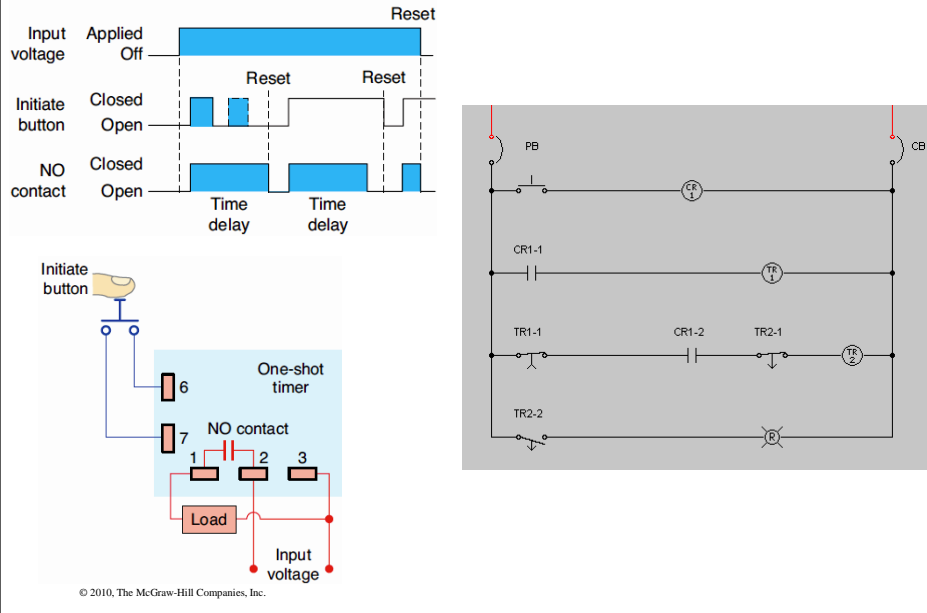 Reset
Input voltage
Applied
Off
Reset
Reset
Initiate button
Closed
Open
NO contact
Closed
Open
Time delay
Time delay
Initiate button
One-shot timer
6
7
NO contact
1
2
3
Load
Input voltage
© 2010, The McGraw-Hill Companies, Inc.
PB
CB
CR 1
CR1-1
TR 1
TR1-1
CR1-2
TR2-1
TR 2
TR2-2
R